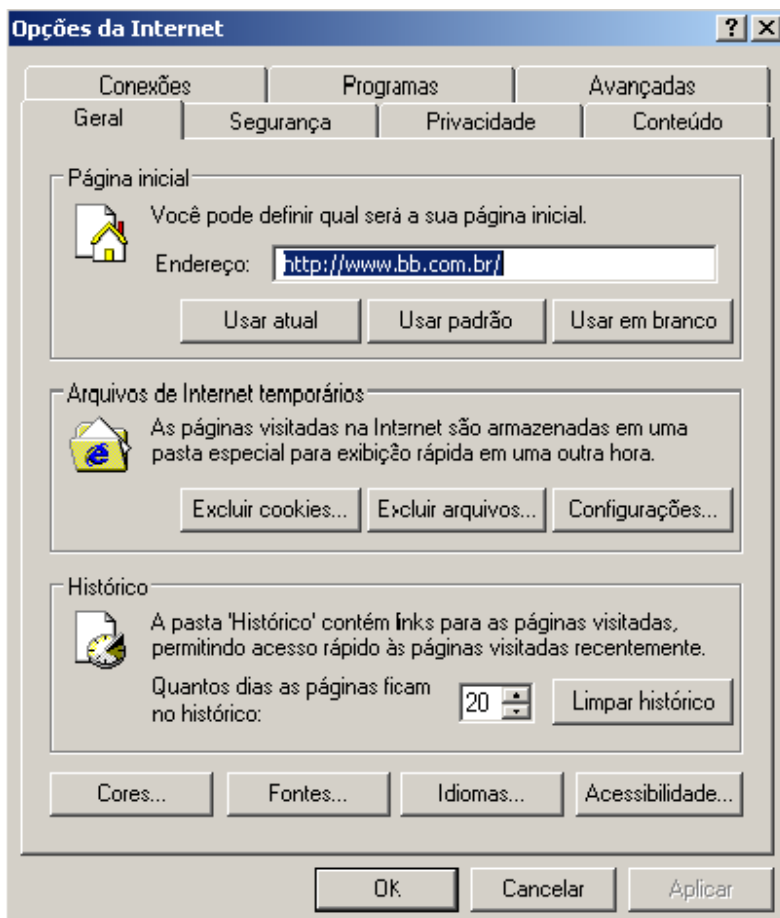 Opções da Internet
Conexões
Programas
Avançadas
Geral
Segurança
Privacidade
Conteúdo
Página inicial
Você pode definir qual será a sua página inicial.
Endereço: http://www.bb.com.br/
Usar atual
Usar padrão
Usar em branco
Arquivos de Internet temporários
As páginas visitadas na Internet são armazenadas em uma
pasta especial para exibição rápida em uma outra hora.
Excluir cookies...
Excluir arquivos...
Configurações...
Histórico
A pasta 'Histórico' contém links para as páginas visitadas,
permitindo acesso rápido às páginas visitadas recentemente.
Quantos dias as páginas ficam
no histórico:
20
Limpar histórico
Cores...
Fontes...
Idiomas...
Acessibilidade...
OK
Cancelar
Aplicar